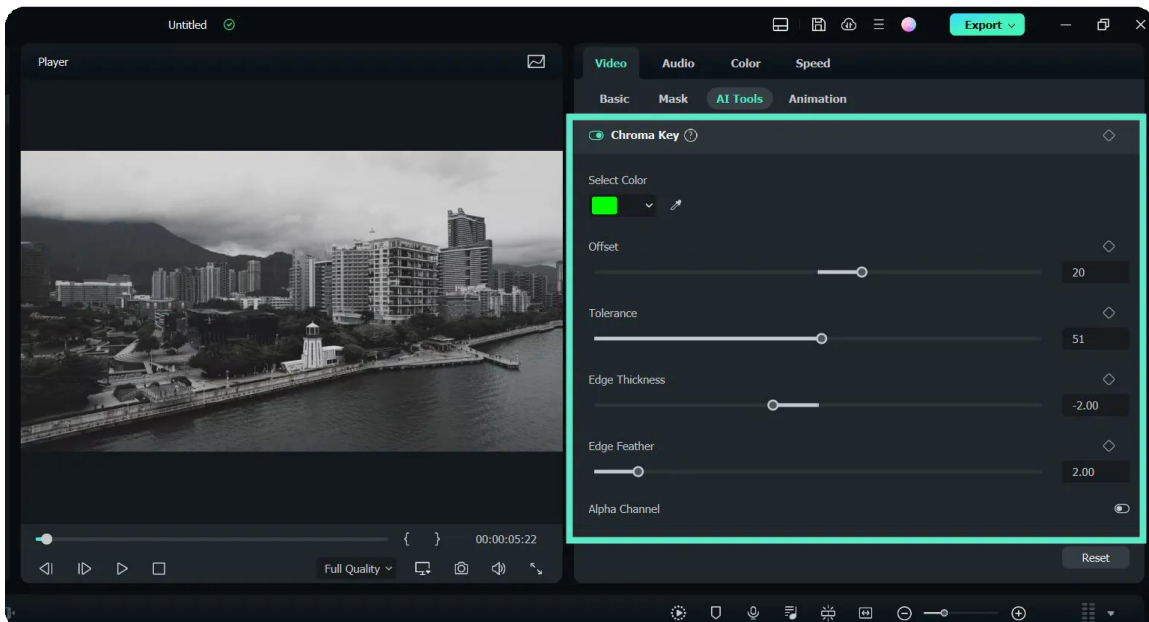 Untitled
Export
Player
Video Audio Color Speed
Basic Mask AI Tools Animation
Chroma Key ?
Select Color
Offset
20
Tolerance
51
Edge Thickness
-2.00
Edge Feather
2.00
Alpha Channel
{ } 00:00:05:22
Full Quality
Reset